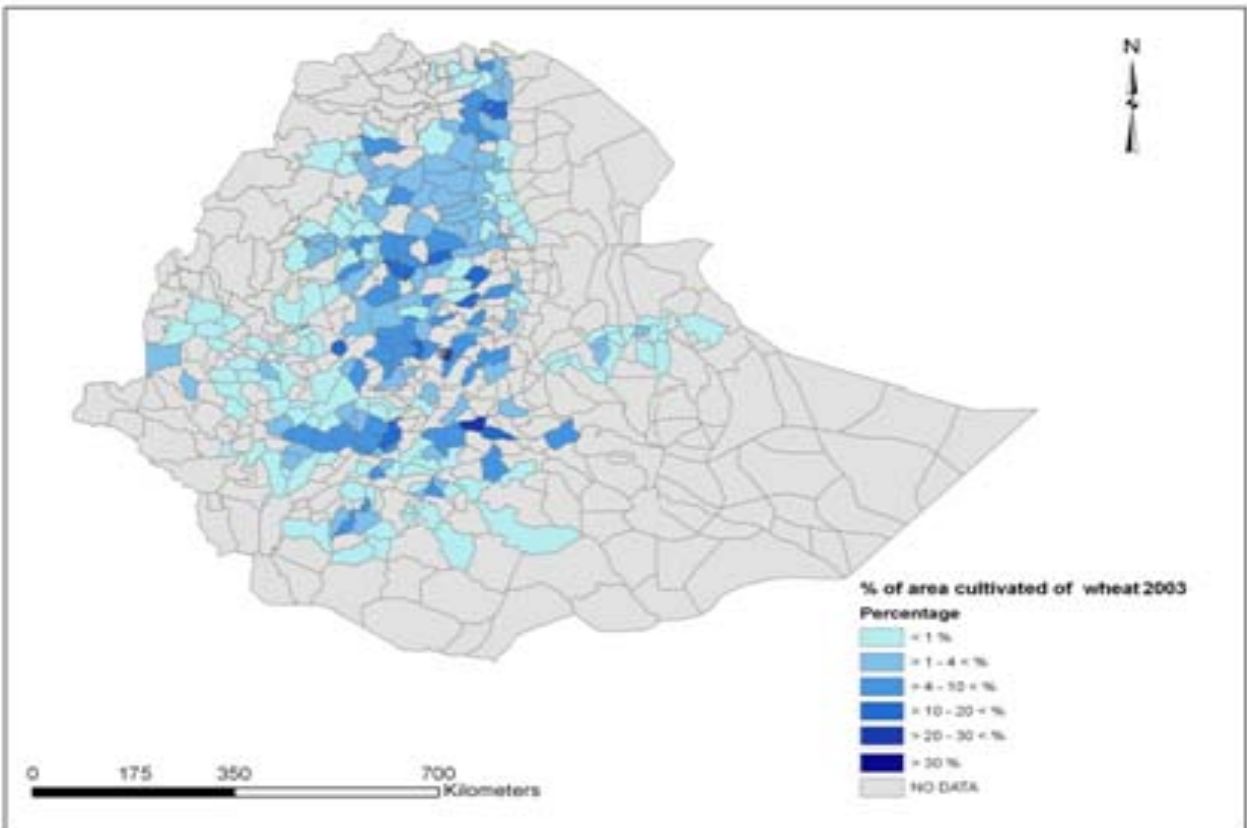 N
% of area cultivated of wheat 2003
Percentage
< 1 %
> 1 - 4 < %
> 4 - 10 < %
> 10 - 20 < %
> 20 - 30 < %
> 30 %
NO DATA
0 175 350 700
Kilometers